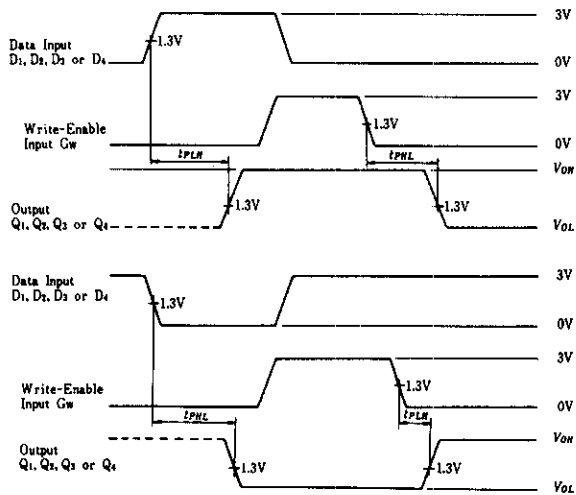 3V
Data Input
D₁, D₂, D₃ or D₄
1.3V
0V
3V
Write-Enable
Input Gw
1.3V
0V
tPLH
tPHL
VOH
Output
Q₁, Q₂, Q₃ or Q₄
1.3V
1.3V
VOL
3V
Data Input
D₁, D₂, D₃ or D₄
1.3V
0V
Write-Enable
Input Gw
3V
1.3V
0V
tPHL
tPLH
VOH
Output
Q₁, Q₂, Q₃ or Q₄
1.3V
1.3V
VOL